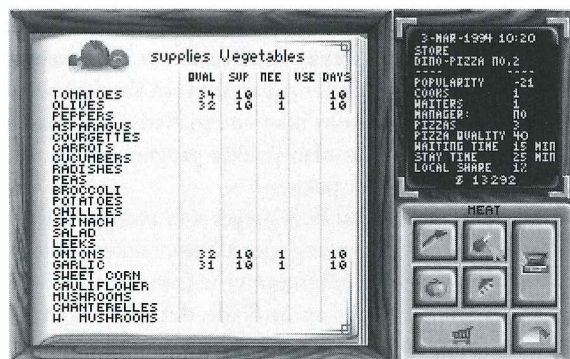 supplies Vegetables
QUAL SUP NEE USE DAYS
TOMATOES 34 10 1 10
OLIVES 32 10 1 10
PEPPERS
ASPARAGUS
COURGETTES
CARROTS
CUCUMBERS
RADISHES
PEAS
BROCCOLI
POTATOES
CHILLIES
SPINACH
SALAD
LEEKS
ONIONS 32 10 1 10
GARLIC 31 10 1 10
SWEET CORN
CAULIFLOWER
MUSHROOMS
CHANTERELLES
W. MUSHROOMS
3-MAR-1994 10:20
STORE
DINO-PIZZA NO.2
---- ----
POPULARITY -21
COOKS 1
WAITERS 1
MANAGER: NO
PIZZAS 3
PIZZA QUALITY 40
WAITING TIME 15 MIN
STAY TIME 25 MIN
LOCAL SHARE 1%
$ 13292
MEAT